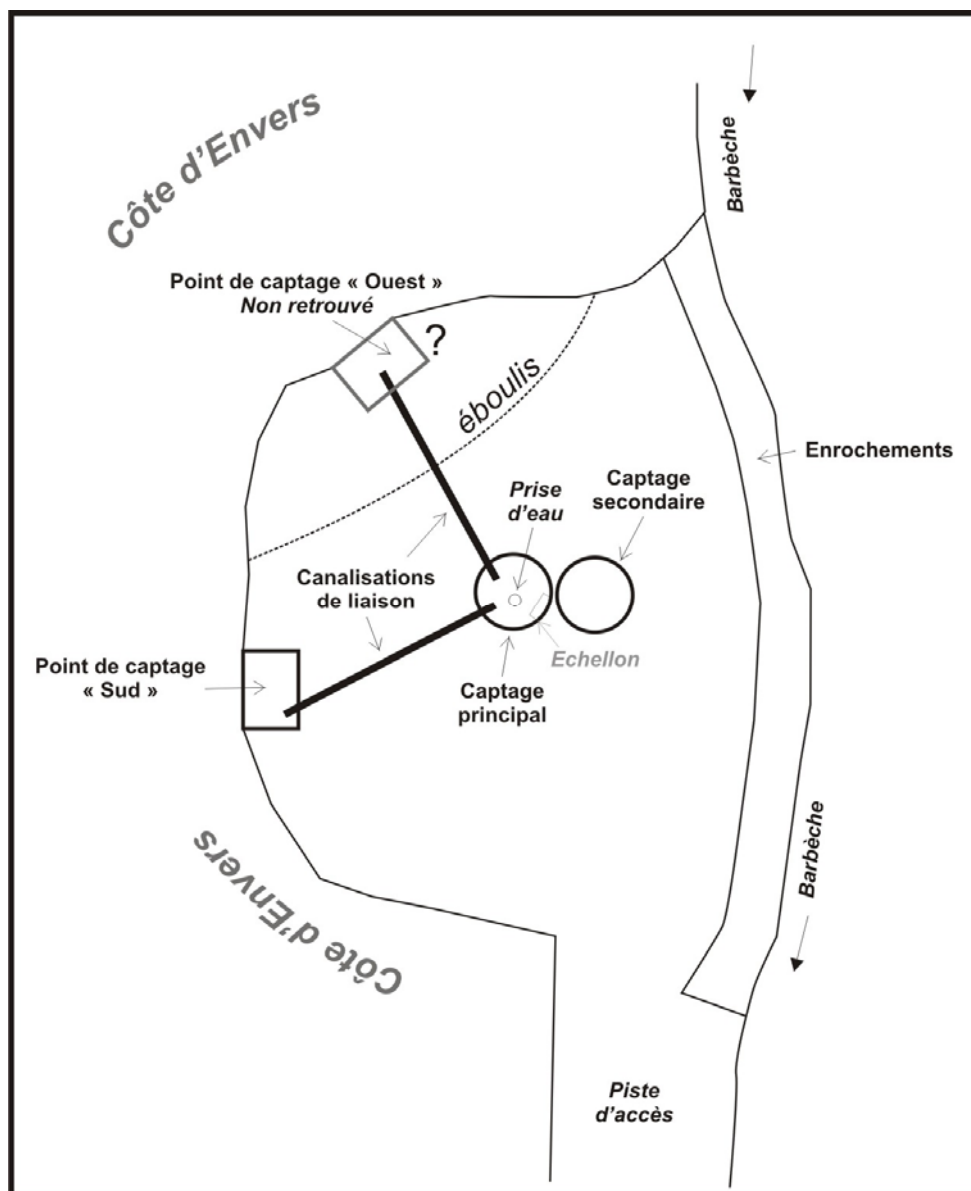 Côte d'Envers
Barbèche
Point de captage « Ouest »
Non retrouvé
?
éboulis
Enrochements
Prise
d'eau
Captage
secondaire
Canalisations
de liaison
Echellon
Point de captage
« Sud »
Captage
principal
Côte d'Envers
Barbèche
Piste
d'accès